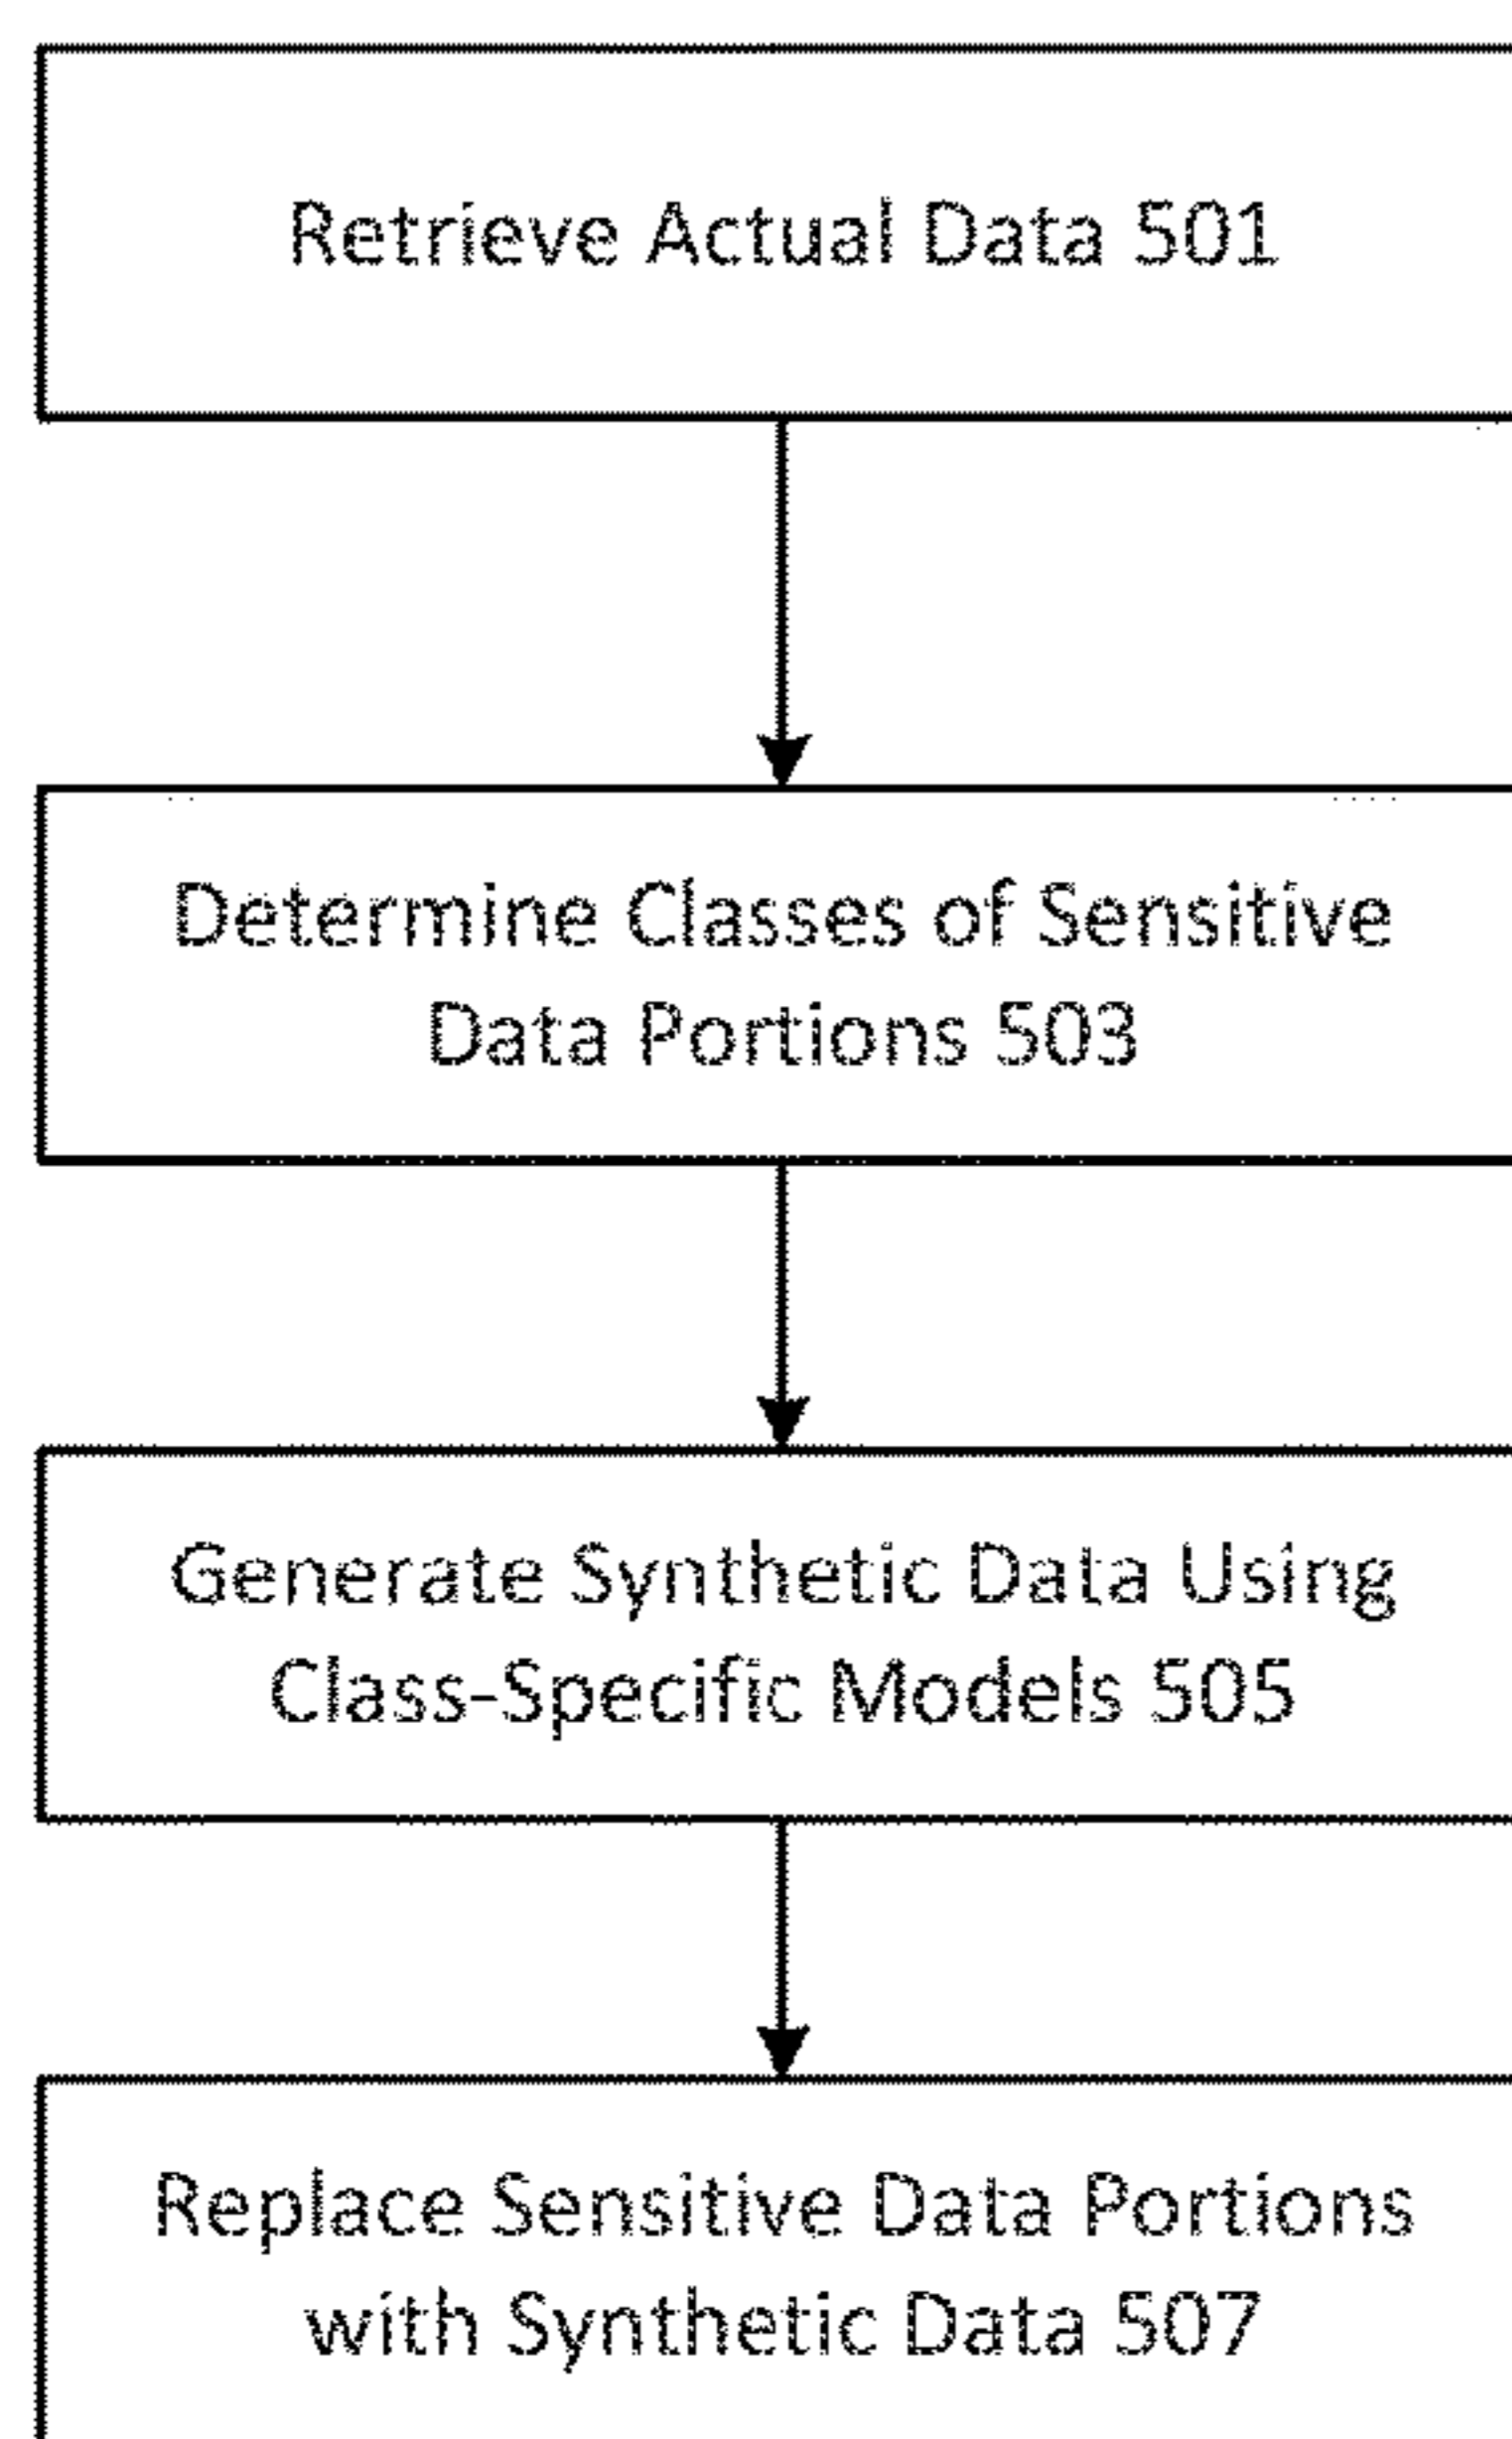 Retrieve Actual Data 501
Determine Classes of Sensitive
Data Portions 503
Generate Synthetic Data Using
Class-Specific Models 505
Replace Sensitive Data Portions
with Synthetic Data 507